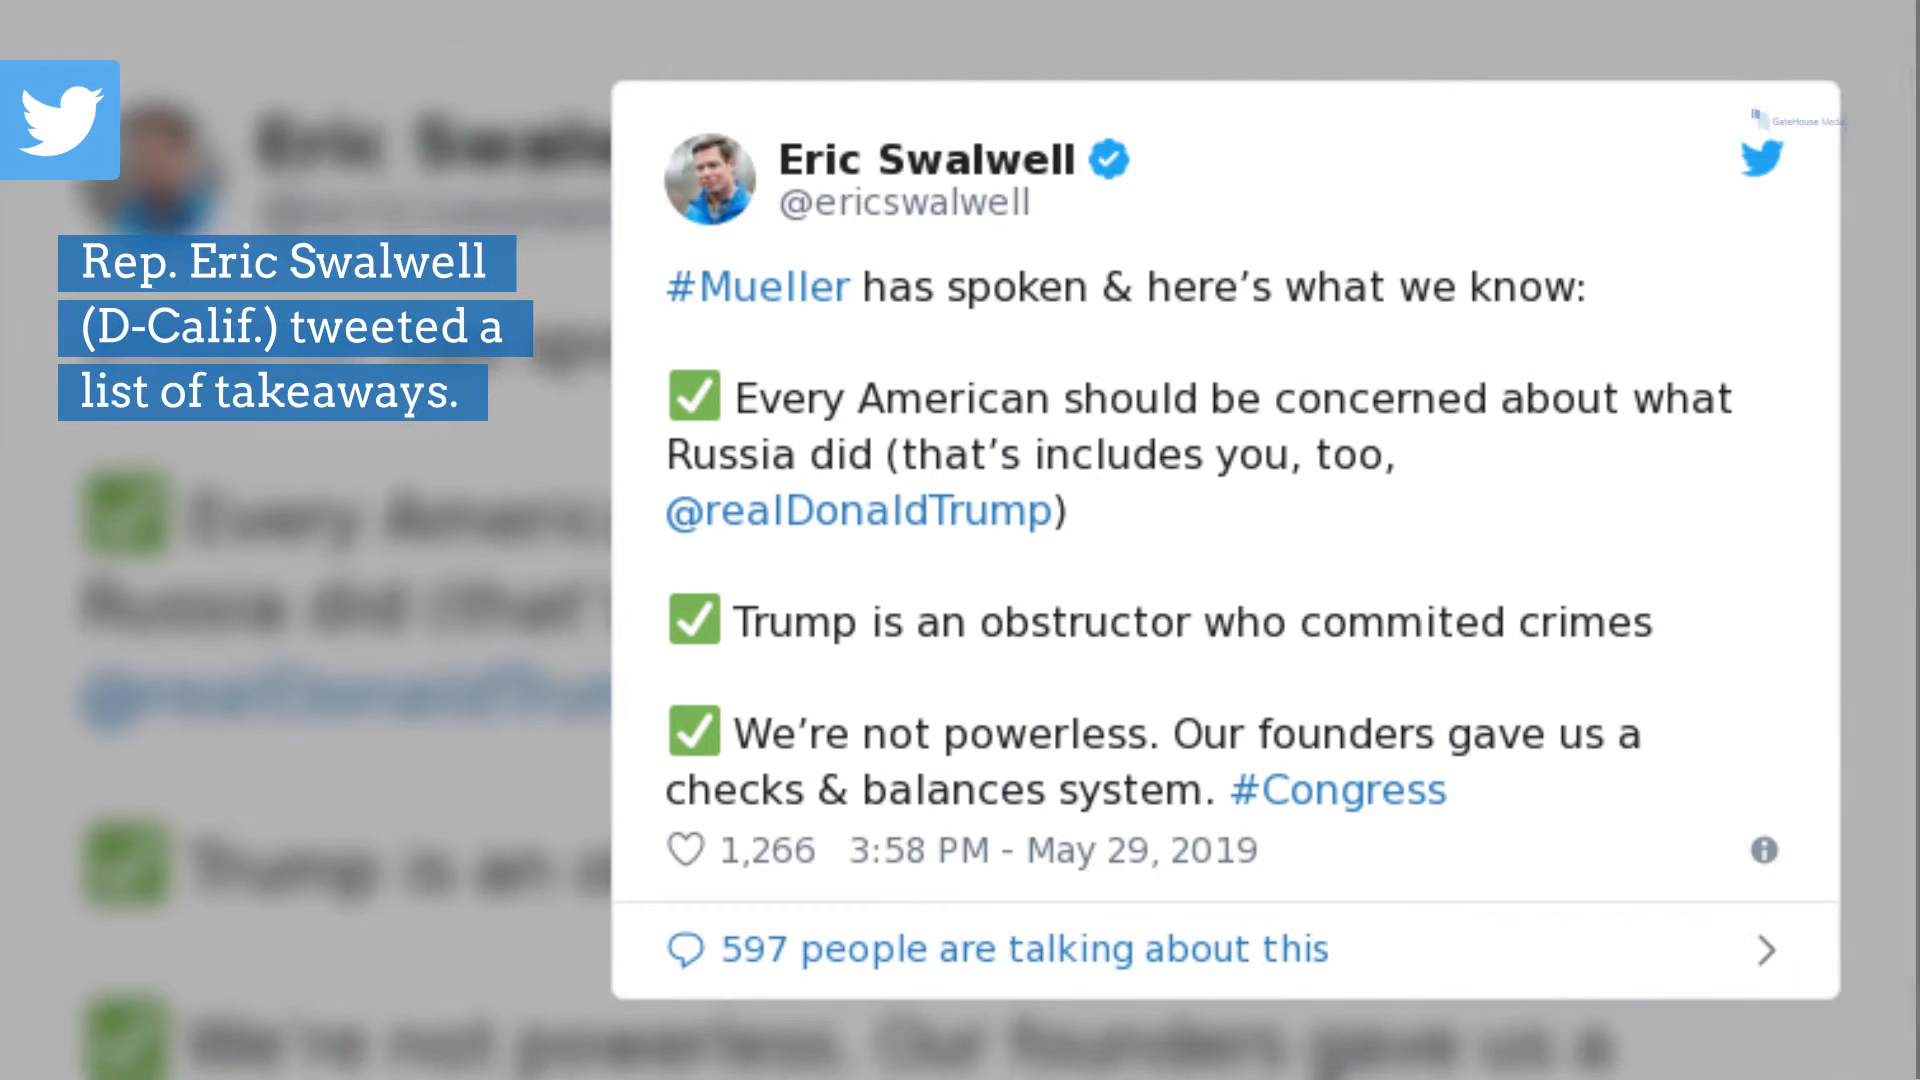 Rep. Eric Swalwell
(D-Calif.) tweeted a
list of takeaways.
GateHouse Media
Eric Swalwell
@ericswalwell
#Mueller has spoken & here’s what we know:
✅ Every American should be concerned about what
Russia did (that’s includes you, too,
@realDonaldTrump)
✅ Trump is an obstructor who commited crimes
✅ We’re not powerless. Our founders gave us a
checks & balances system. #Congress
1,266 3:58 PM - May 29, 2019
597 people are talking about this